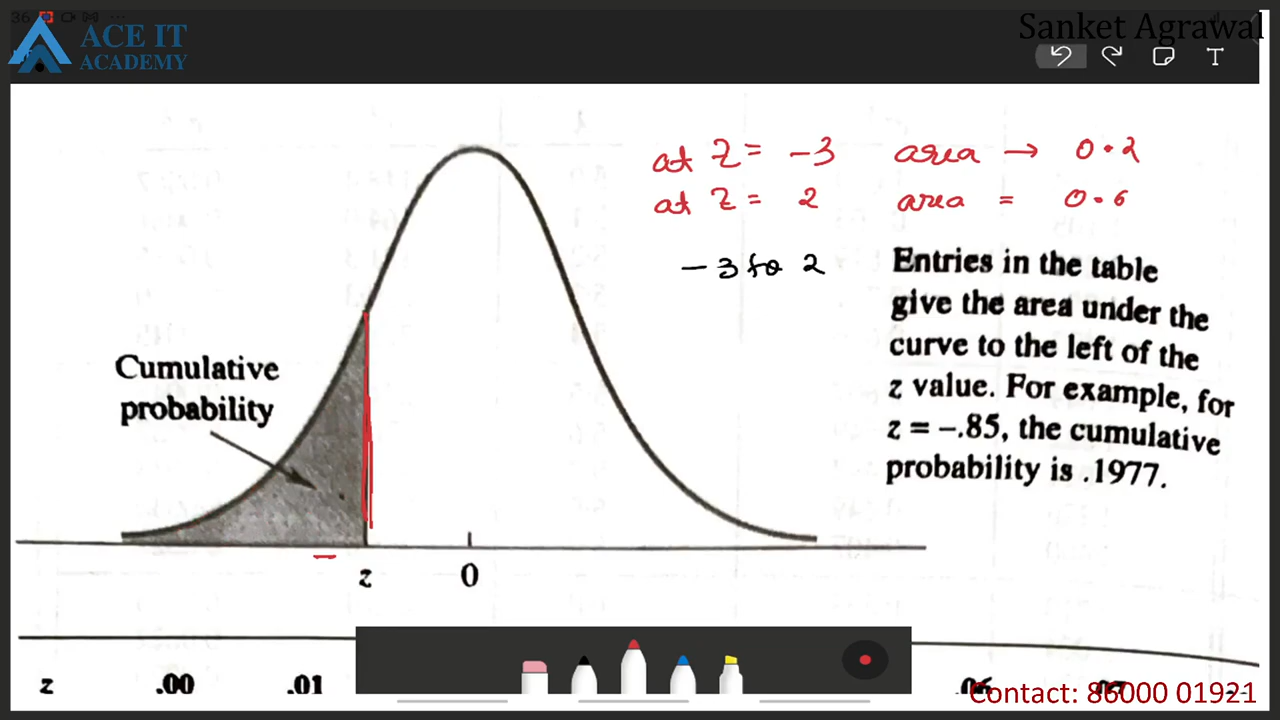 36
Sanket Agrawal
ACE IT
ACADEMY
T
at Z = -3 area → 0.2
at Z = 2 area = 0.6
-3 to 2
Entries in the table
give the area under the
curve to the left of the
z value. For example, for
z = -.85, the cumulative
probability is .1977.
Cumulative
probability
z 0
z .00 .01 06
Contact: 86000 01921